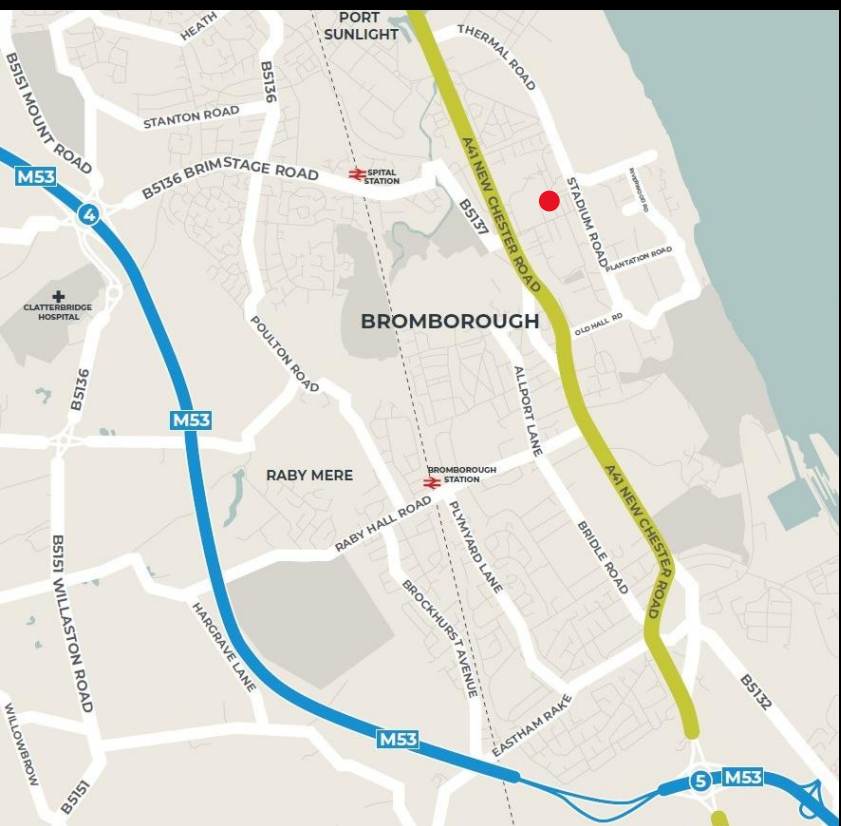 PORT
SUNLIGHT
HEATH
THERMAL ROAD
B5151 MOUNT ROAD
B5136
STANTON ROAD
A41 NEW CHESTER ROAD
B5136 BRIMSTAGE ROAD
SPITAL
STATION
M53
4
B5137
STADIUM ROAD
RIVERWOOD RD
PLANTATION ROAD
CLATTERBRIDGE
HOSPITAL
BROMBOROUGH
OLD HALL RD
POULTON ROAD
B5136
ALLPORT LANE
M53
RABY MERE
BROMBOROUGH
STATION
A41 NEW CHESTER ROAD
RABY HALL ROAD
PLYMYARD LANE
BRIDLE ROAD
B5151 WILLASTON ROAD
HARGRAVE LANE
BROCKHURST AVENUE
B5132
EASTHAM RAKE
WILLOWBROW
M53
5
M53
B5151